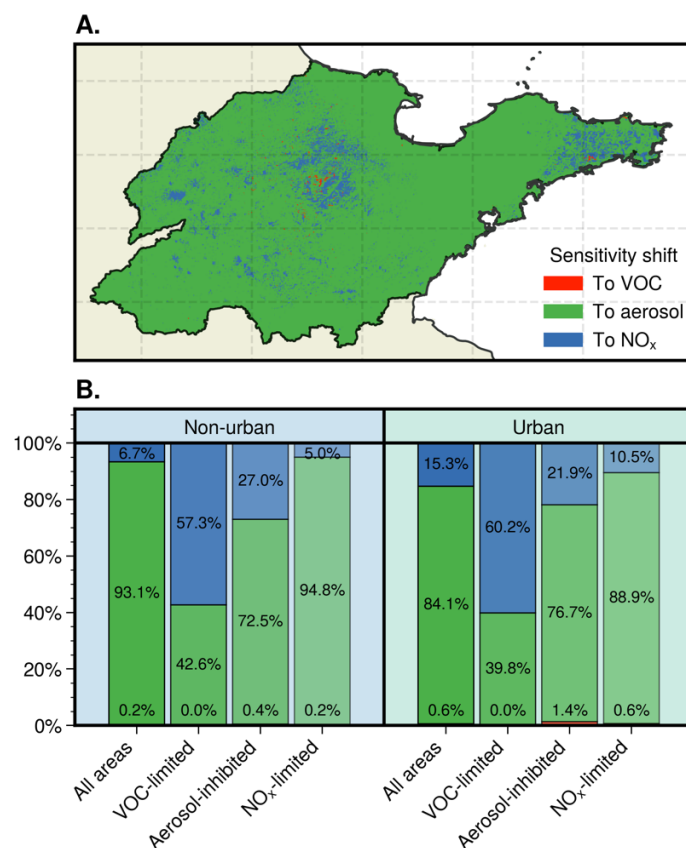 A.
Sensitivity shift
To VOC
To aerosol
To NOₓ
B.
Non-urban
Urban
100%
80%
60%
40%
20%
0%
6.7%
93.1%
0.2%
57.3%
42.6%
0.0%
27.0%
72.5%
0.4%
5.0%
94.8%
0.2%
15.3%
84.1%
0.6%
60.2%
39.8%
0.0%
21.9%
76.7%
1.4%
10.5%
88.9%
0.6%
All areas
VOC-limited
Aerosol-inhibited
NOₓ-limited
All areas
VOC-limited
Aerosol-inhibited
NOₓ-limited